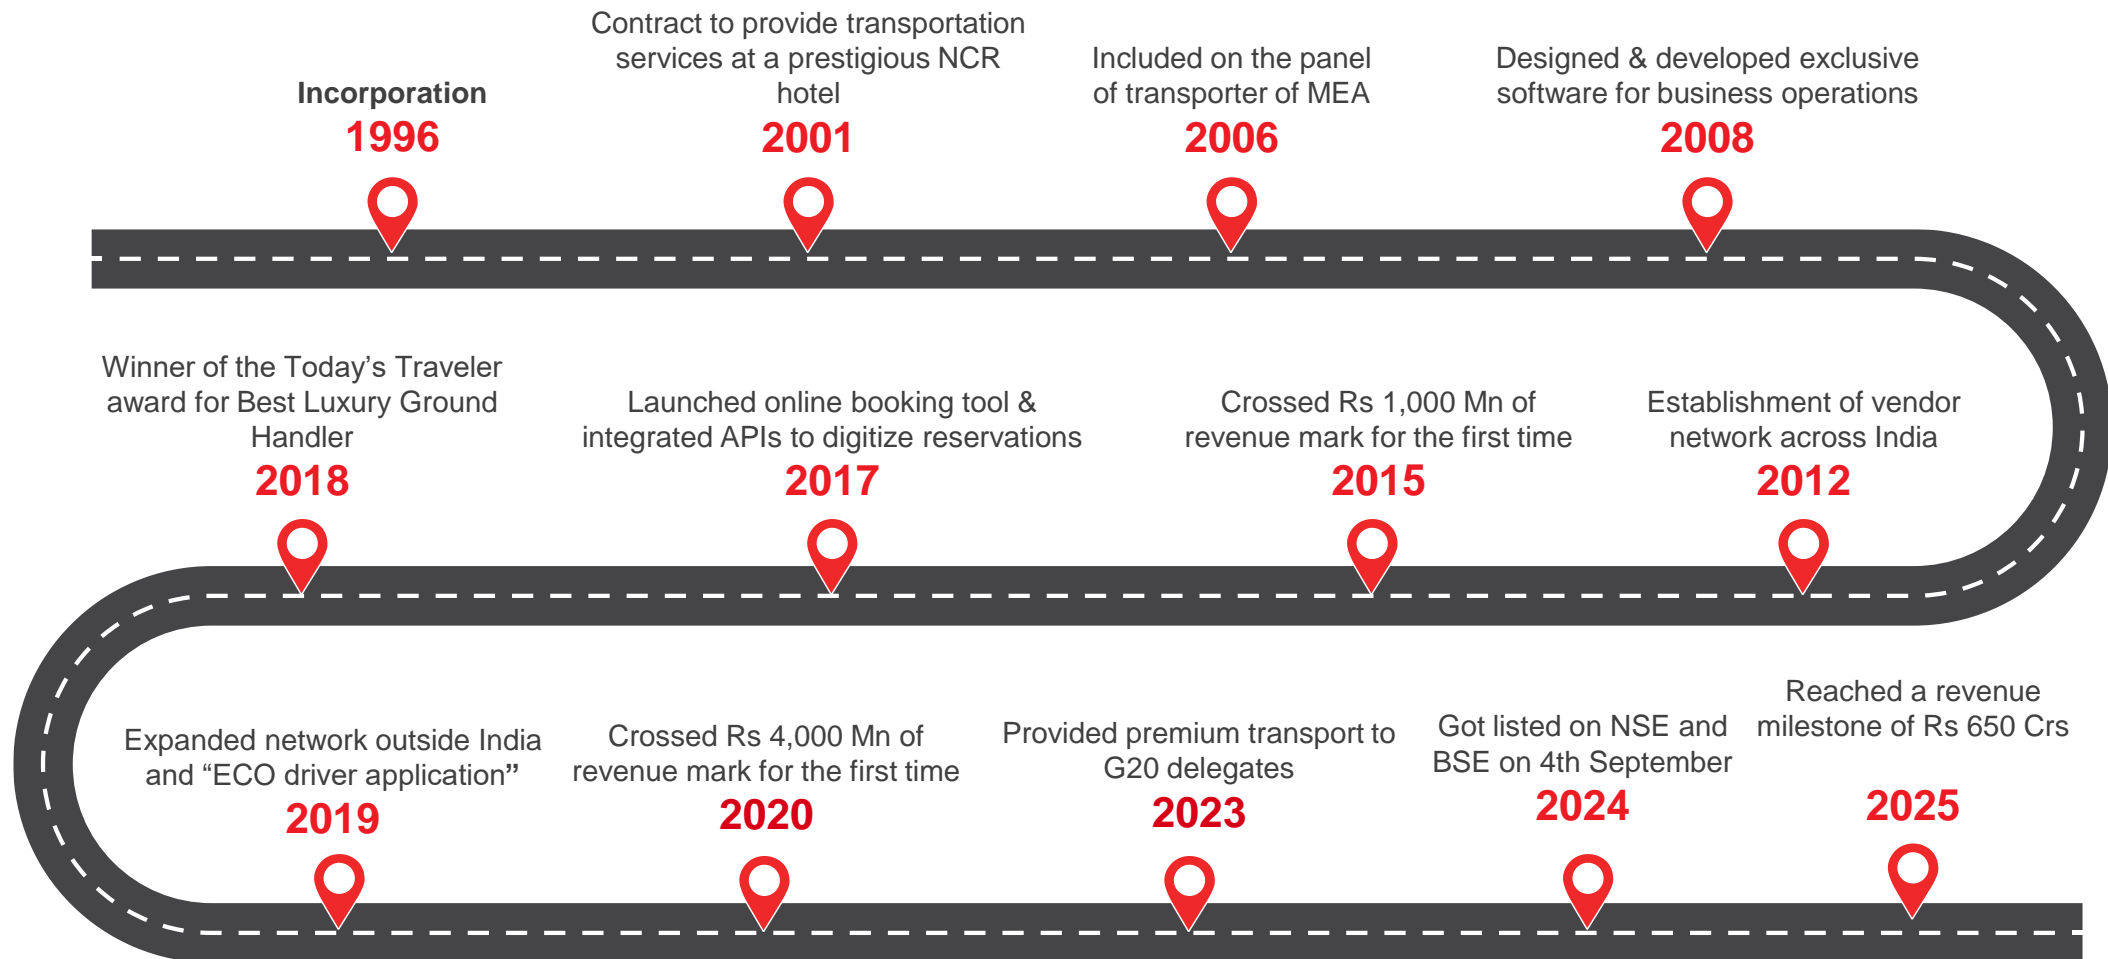 Incorporation
1996
Contract to provide transportation
services at a prestigious NCR
hotel
2001
Included on the panel
of transporter of MEA
2006
Designed & developed exclusive
software for business operations
2008
Winner of the Today’s Traveler
award for Best Luxury Ground
Handler
2018
Launched online booking tool &
integrated APIs to digitize reservations
2017
Crossed Rs 1,000 Mn of
revenue mark for the first time
2015
Establishment of vendor
network across India
2012
Expanded network outside India
and “ECO driver application”
2019
Crossed Rs 4,000 Mn of
revenue mark for the first time
2020
Provided premium transport to
G20 delegates
2023
Got listed on NSE and
BSE on 4th September
2024
Reached a revenue
milestone of Rs 650 Crs
2025